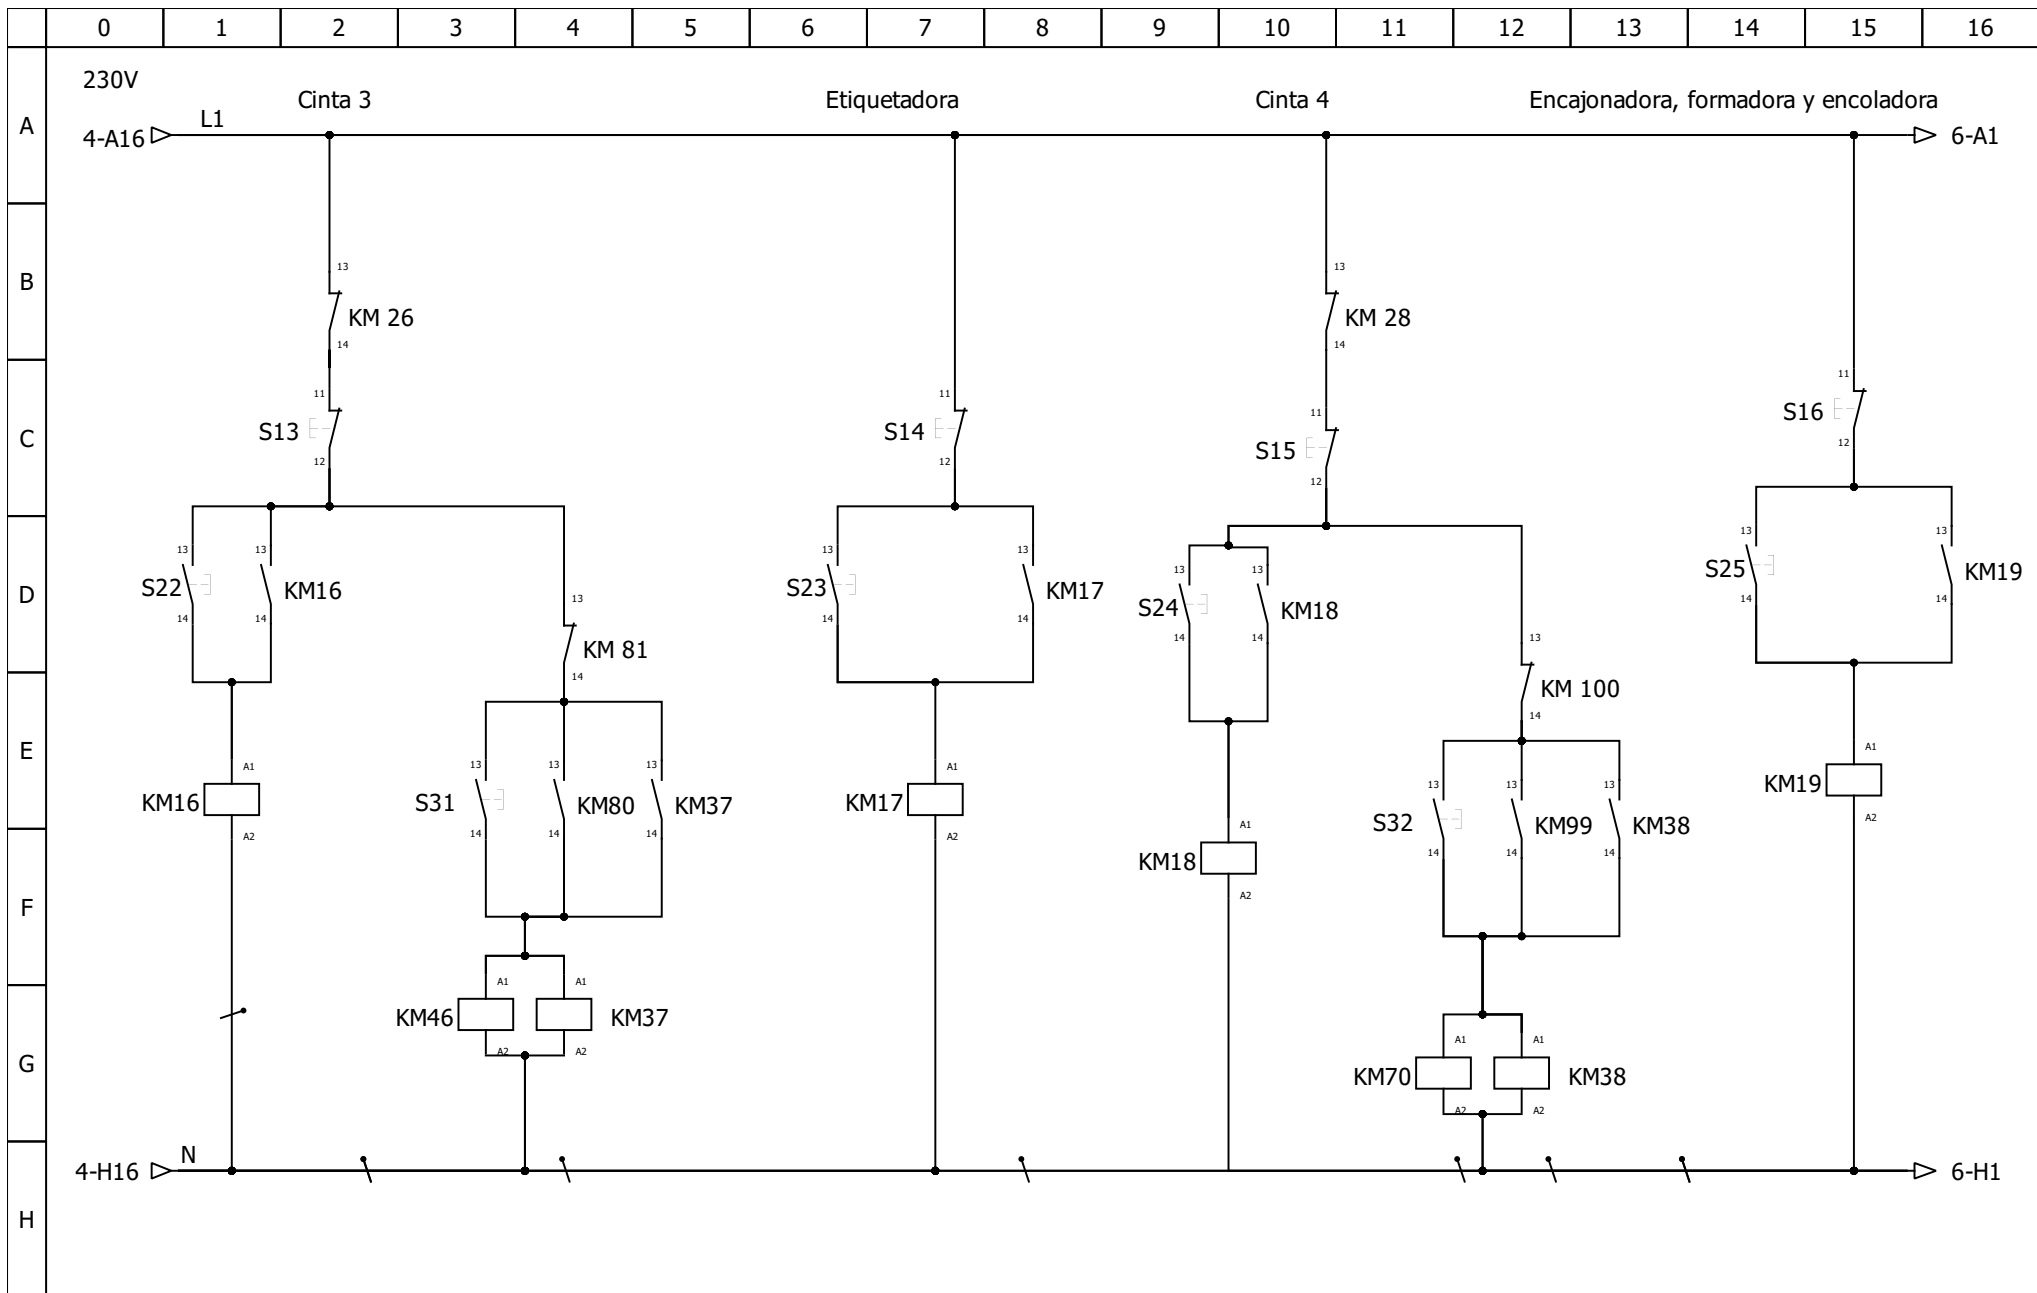 0 1 2 3 4 5 6 7 8 9 10 11 12 13 14 15 16
230V
Cinta 3 Etiquetadora Cinta 4 Encajonadora, formadora y encoladora
A
L1
4-A16 6-A1
B
13 13
KM 26 KM 28
14 14
11 11 11 11
C
S13 S14 S15 S16
12 12 12 12
13 13 13 13 13 13 13 13
D
S22 KM16 S23 KM17 S24 KM18 S25 KM19
14 14 14 14 14 14 14 14
13 13
KM 81 KM 100
14 14
E
A1 13 13 13 A1 13 13 13 A1
KM16 S31 KM80 KM37 KM17 S32 KM99 KM38 KM19
A2 14 14 14 A2 14 14 14 A2
A1
KM18
A2
F
A1 A1 A1 A1
KM46 KM37 KM70 KM38
A2 A2 A2 A2
G
N
4-H16 6-H1
H